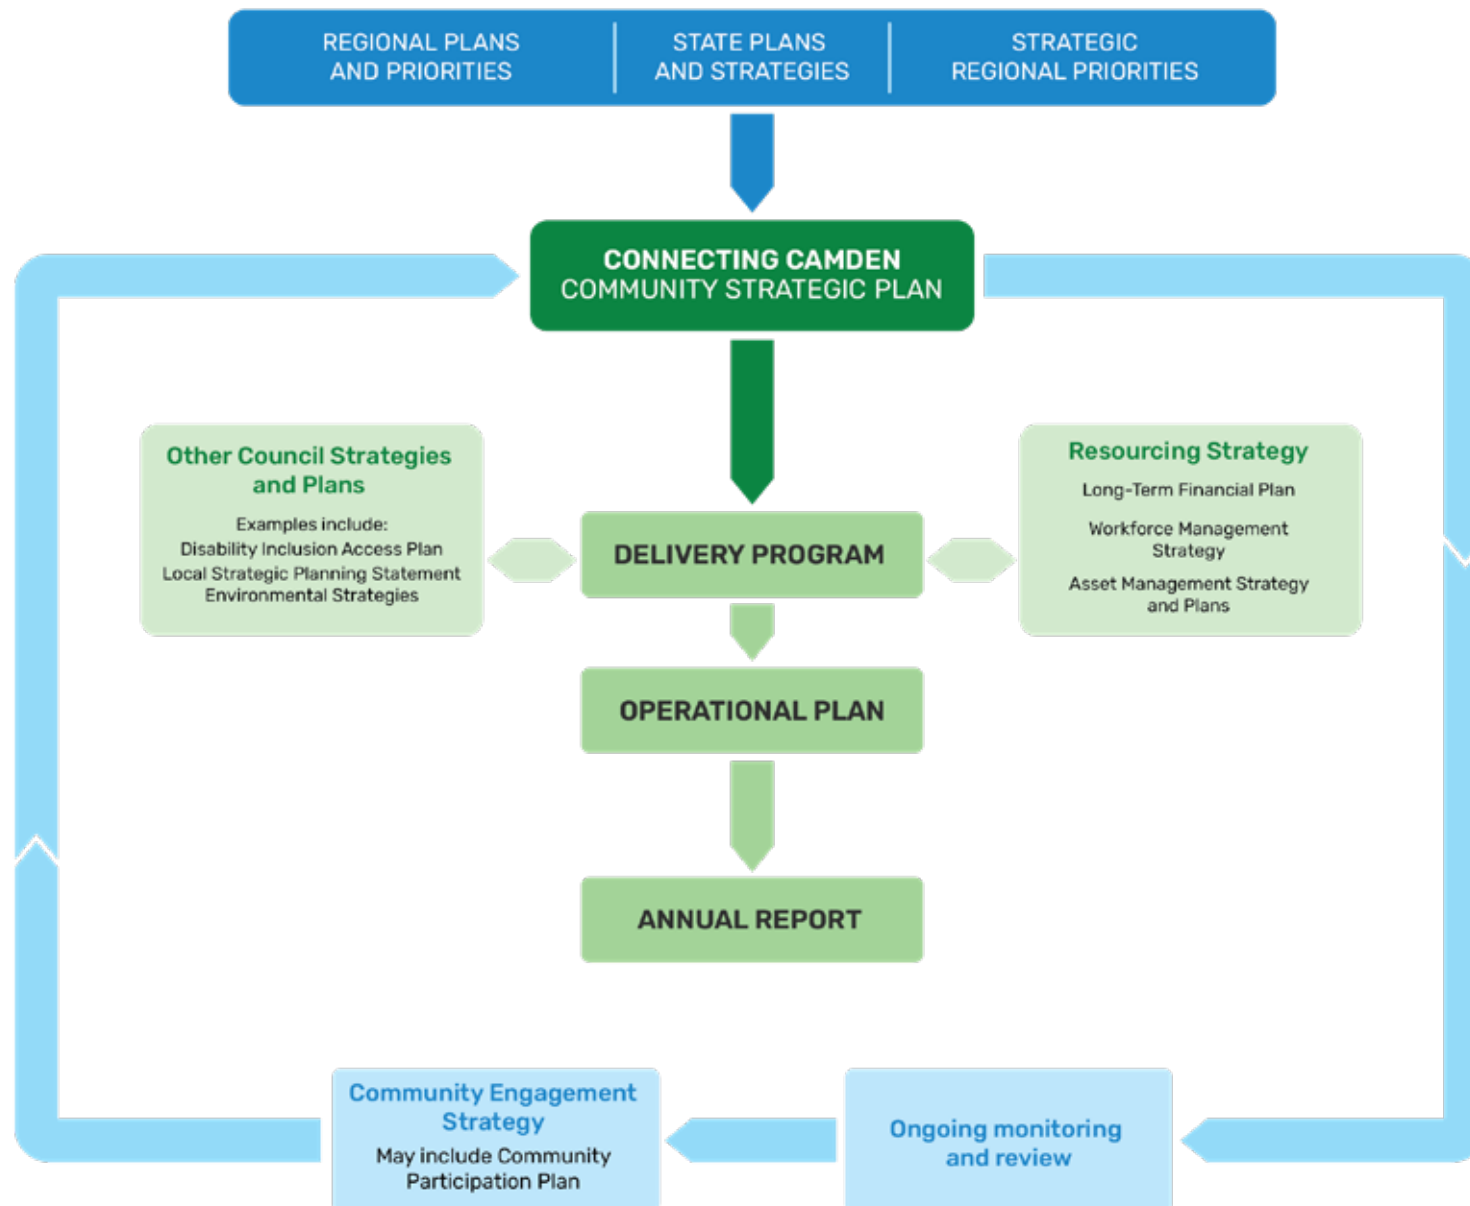 REGIONAL PLANS
AND PRIORITIES
STATE PLANS
AND STRATEGIES
STRATEGIC
REGIONAL PRIORITIES
CONNECTING CAMDEN
COMMUNITY STRATEGIC PLAN
Other Council Strategies
and Plans
Examples include:
Disability Inclusion Access Plan
Local Strategic Planning Statement
Environmental Strategies
DELIVERY PROGRAM
Resourcing Strategy
Long-Term Financial Plan
Workforce Management
Strategy
Asset Management Strategy
and Plans
OPERATIONAL PLAN
ANNUAL REPORT
Community Engagement
Strategy
May include Community
Participation Plan
Ongoing monitoring
and review